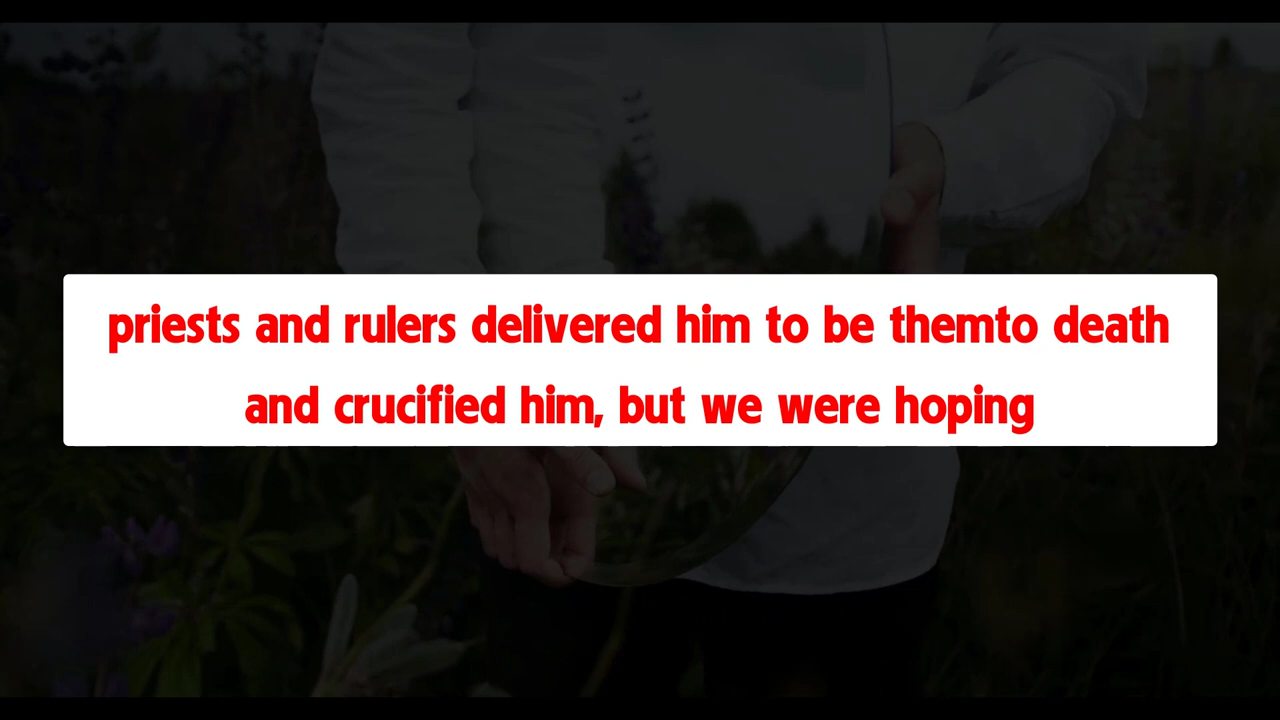 priests and rulers delivered him to be themto death
and crucified him, but we were hoping